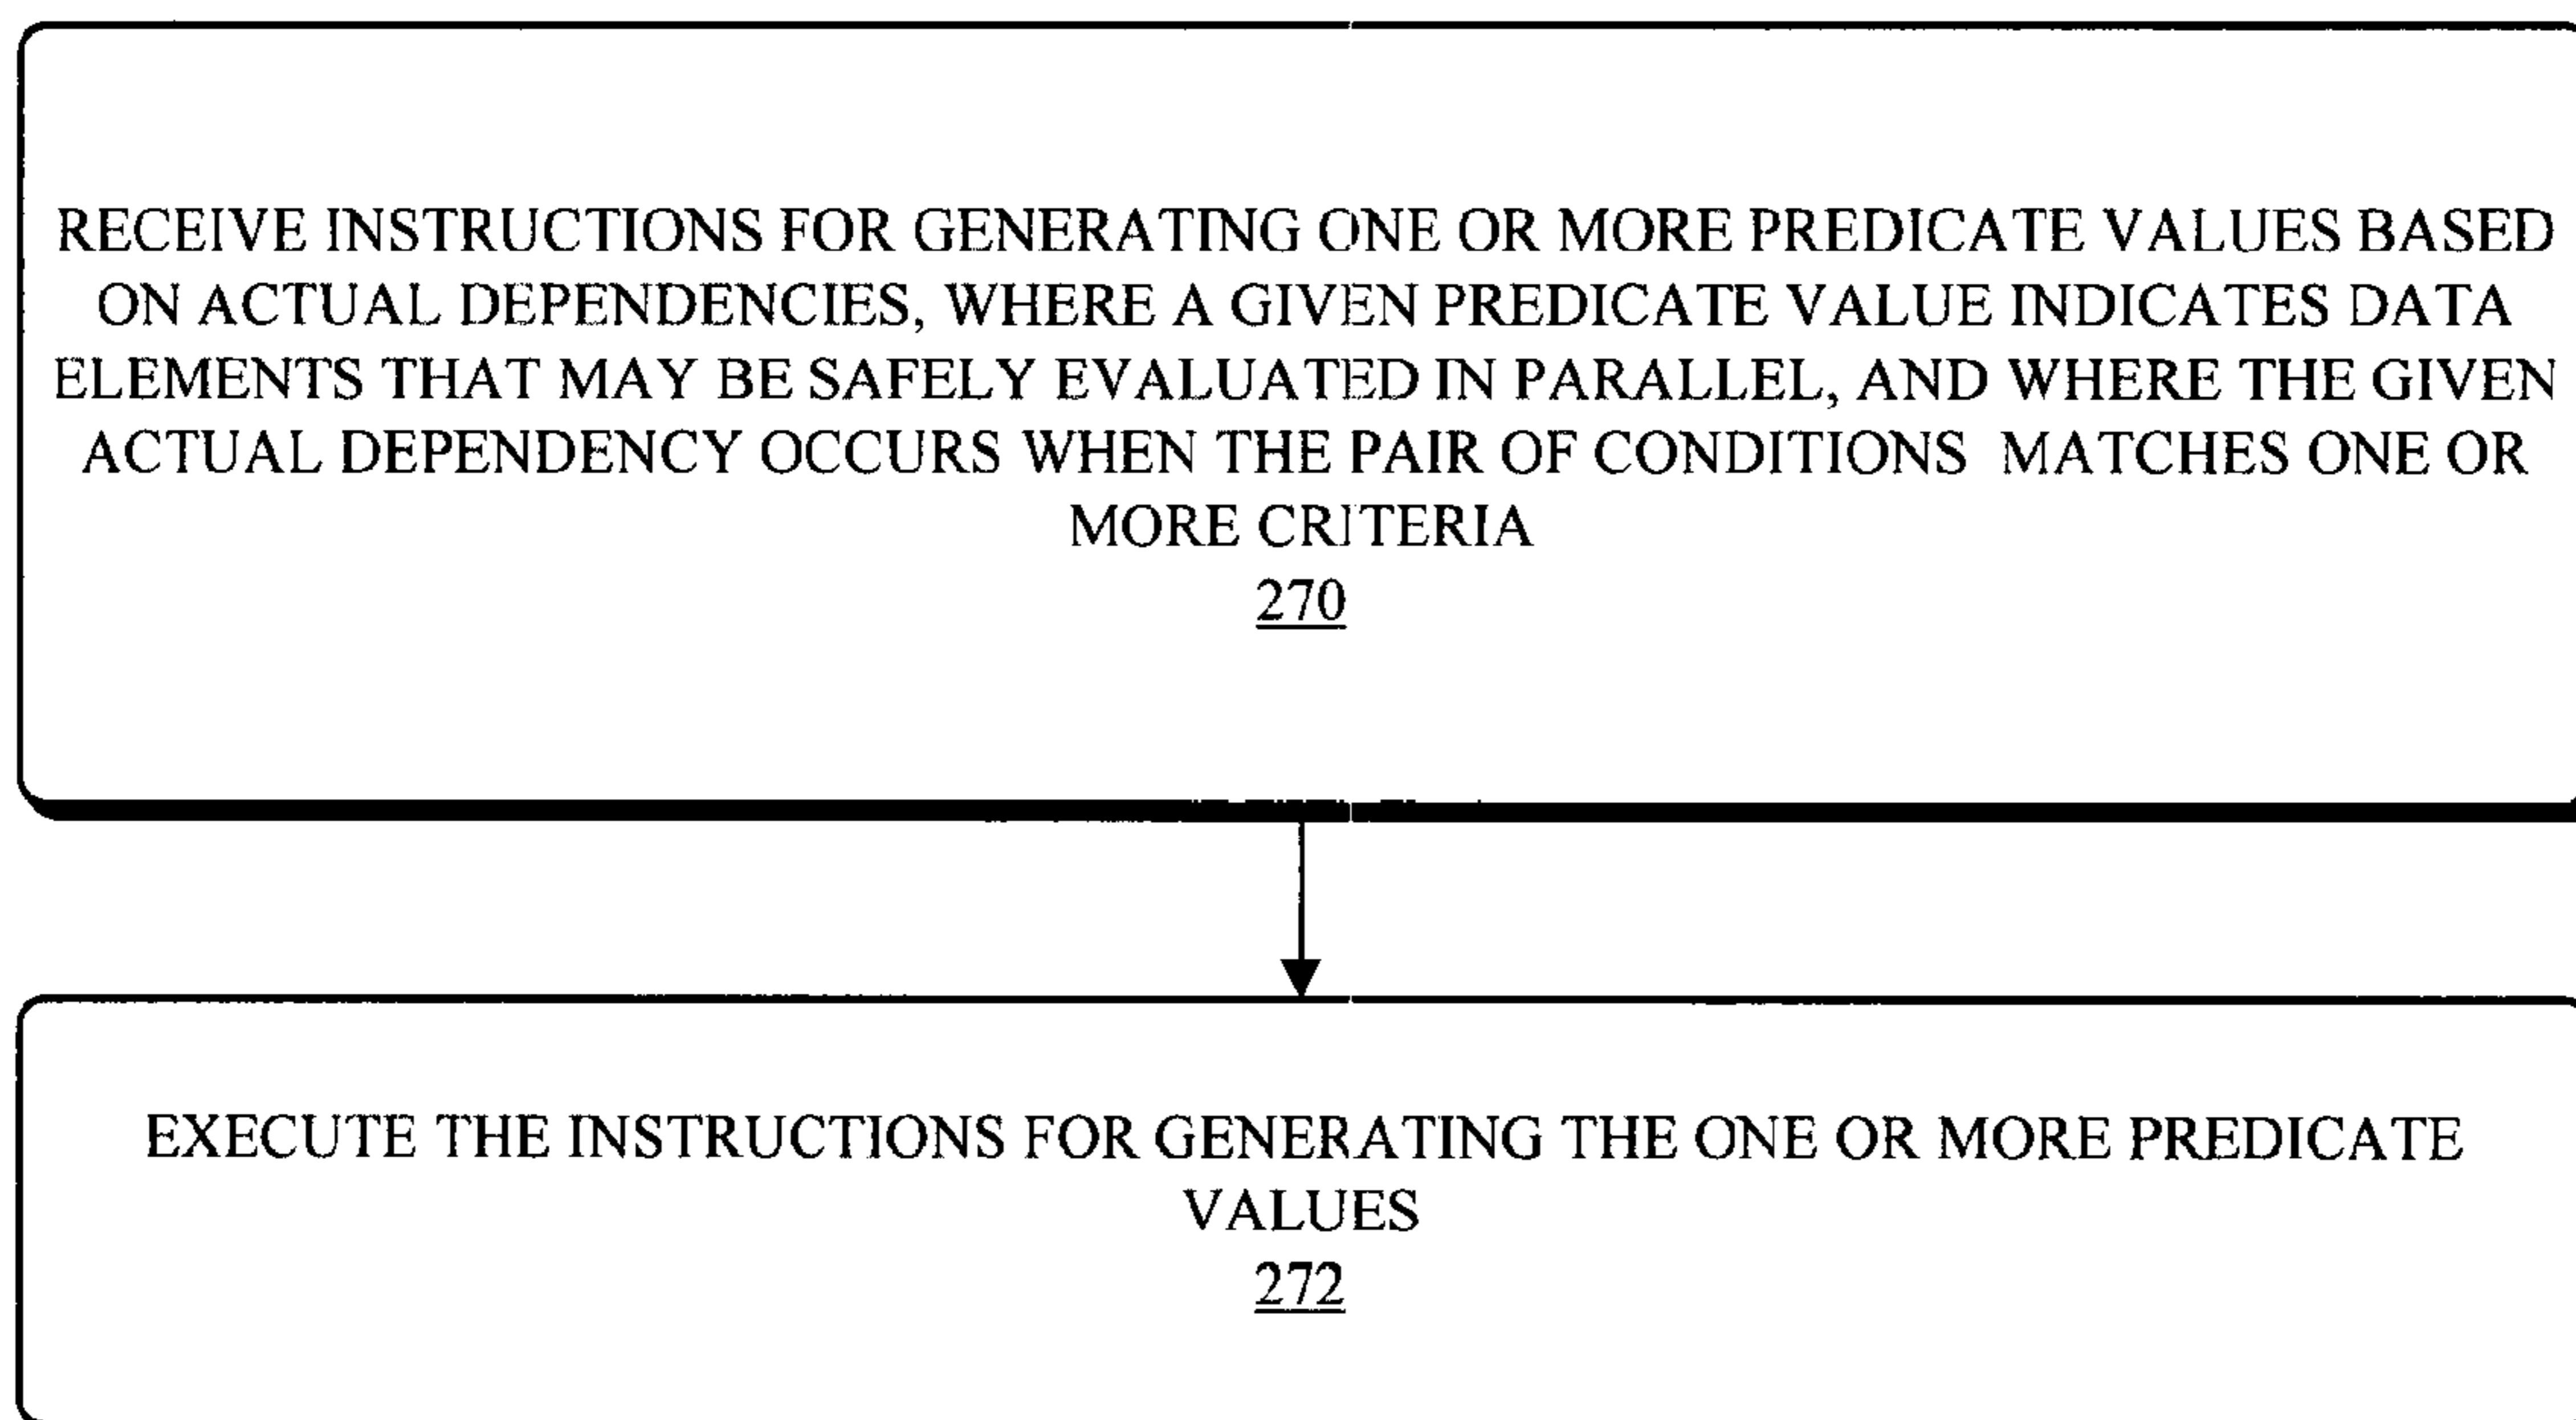 RECEIVE INSTRUCTIONS FOR GENERATING ONE OR MORE PREDICATE VALUES BASED
ON ACTUAL DEPENDENCIES, WHERE A GIVEN PREDICATE VALUE INDICATES DATA
ELEMENTS THAT MAY BE SAFELY EVALUATED IN PARALLEL, AND WHERE THE GIVEN
ACTUAL DEPENDENCY OCCURS WHEN THE PAIR OF CONDITIONS MATCHES ONE OR
MORE CRITERIA
270
EXECUTE THE INSTRUCTIONS FOR GENERATING THE ONE OR MORE PREDICATE
VALUES
272